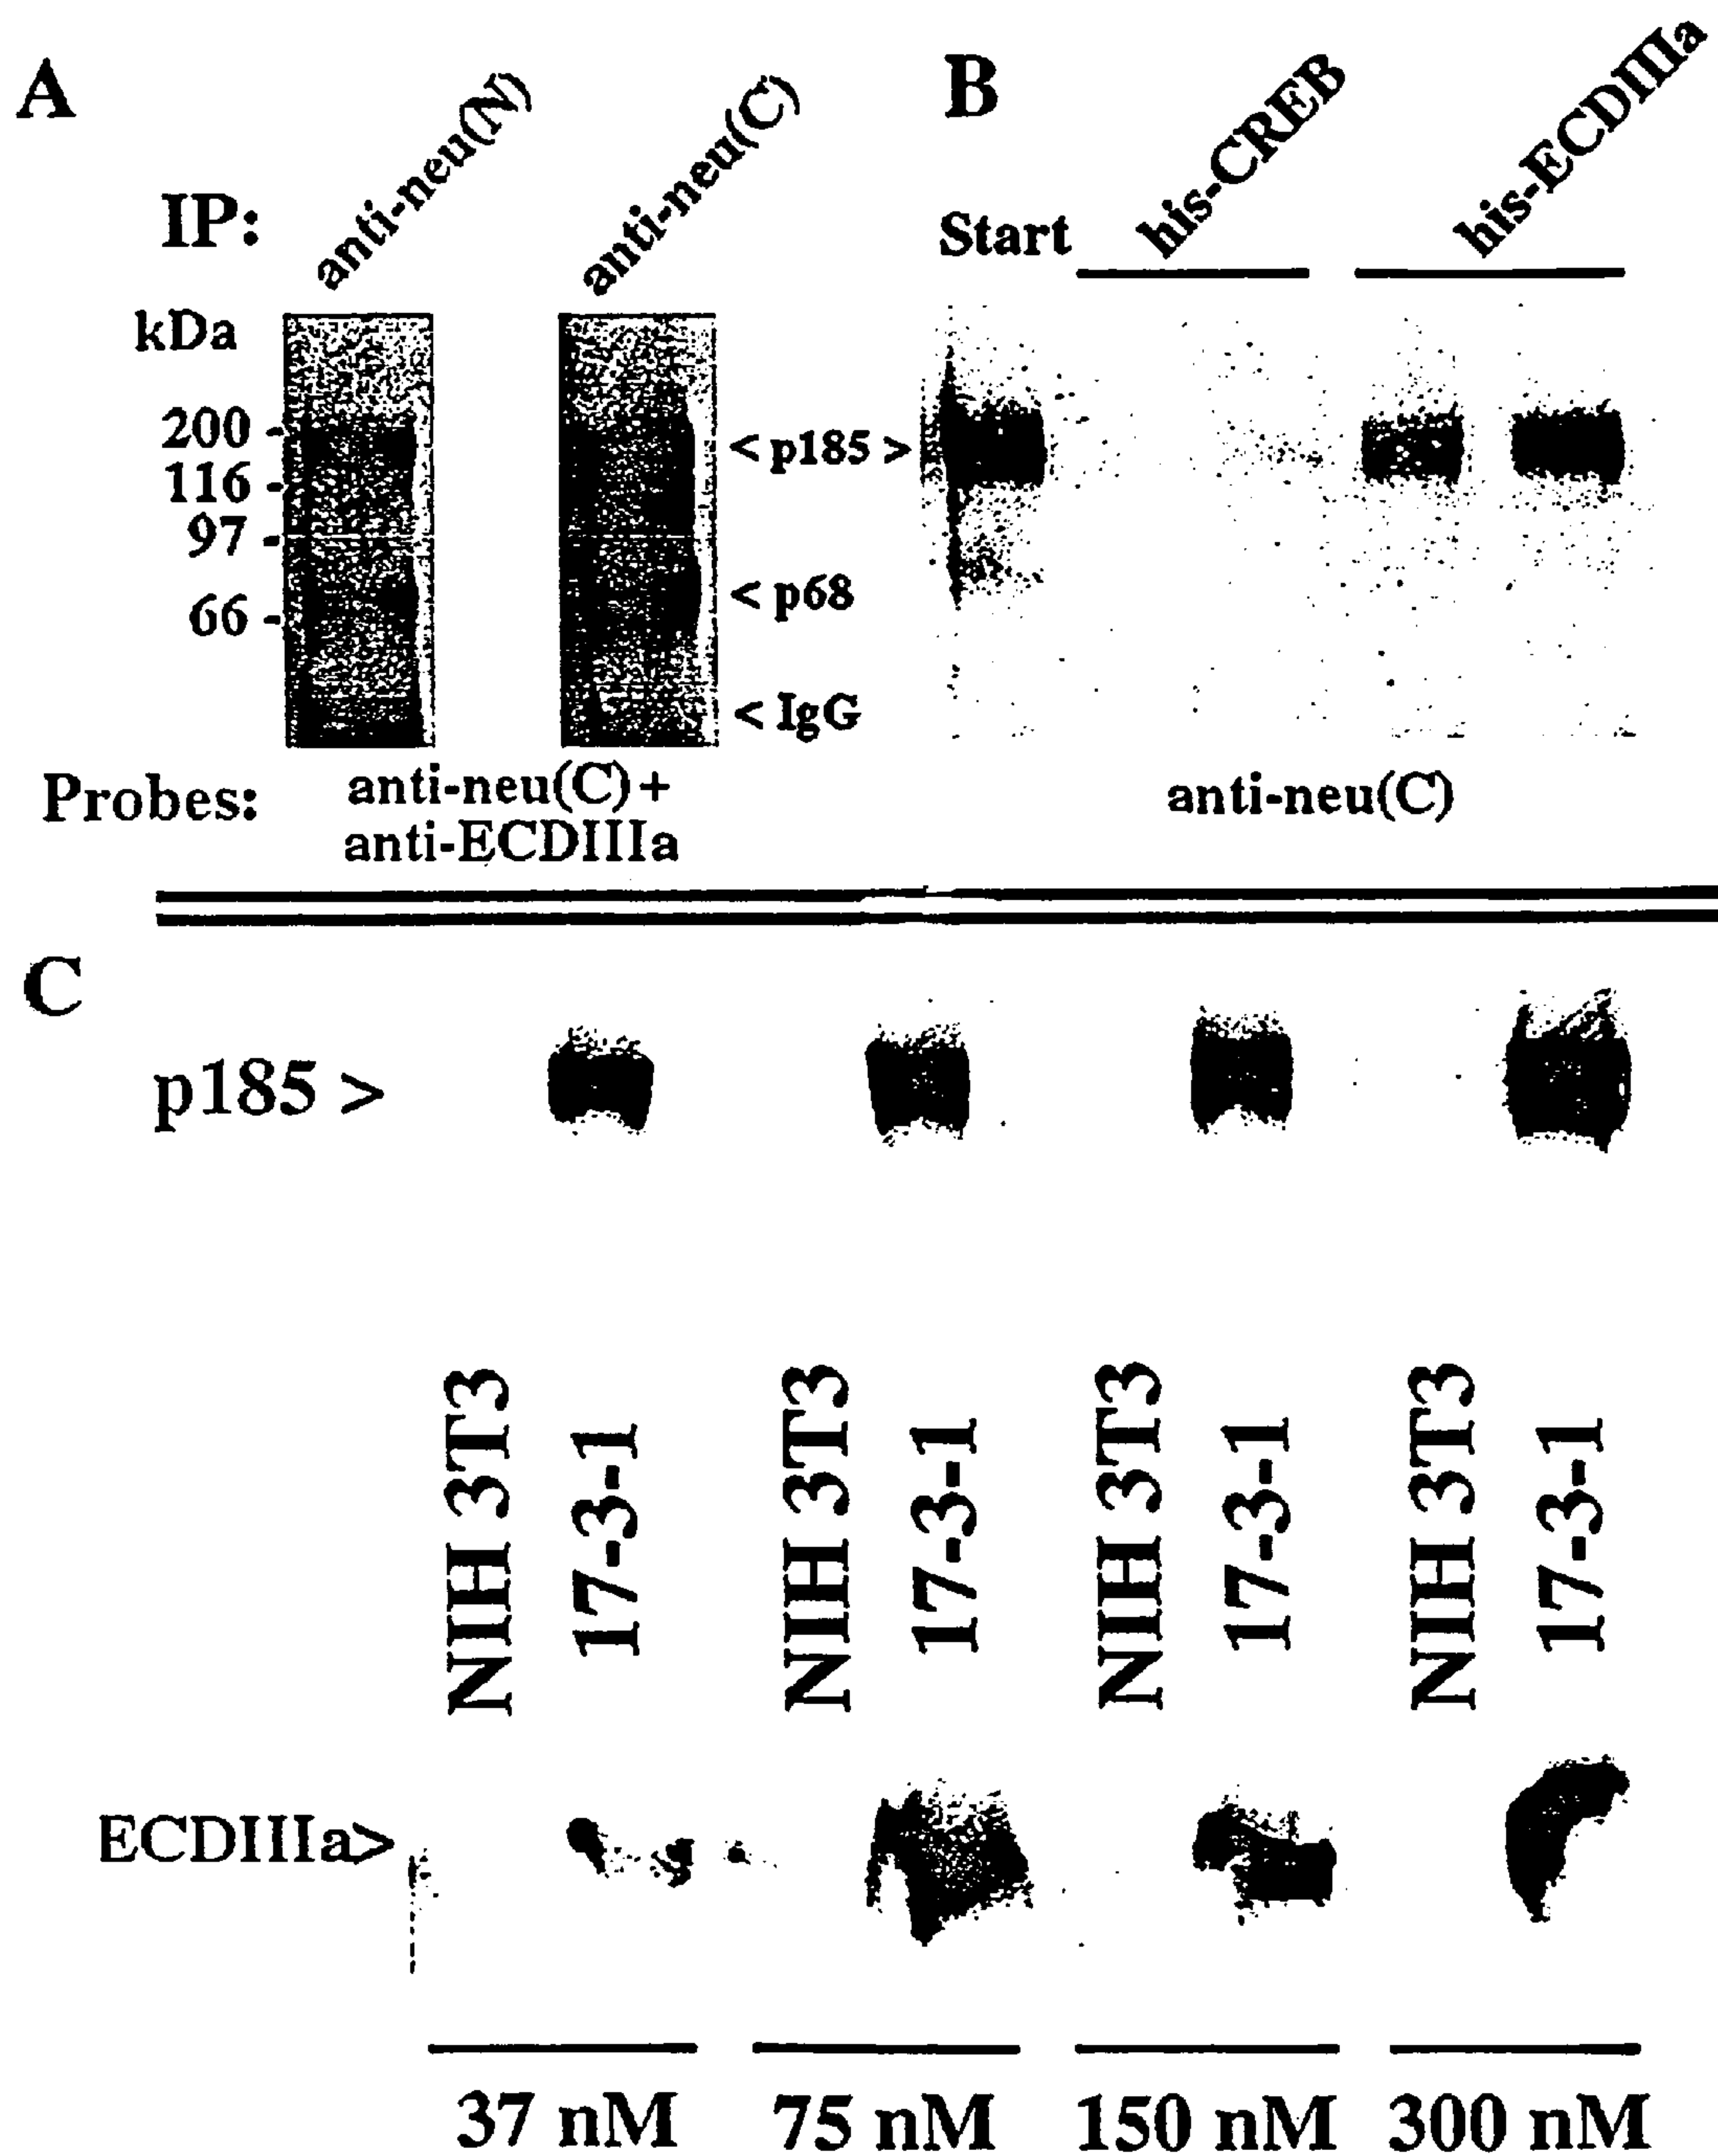 A
IP:
anti-neu(N)
anti-neu(C)
kDa
200 -
116 -
97 -
66 -
< p185 >
< p68
< IgG
Probes:
anti-neu(C)+
anti-ECDIIIa
B
Start
his-CREB
his-ECDIIIa
anti-neu(C)
C
p185 >
NIH 3T3
17-3-1
NIH 3T3
17-3-1
NIH 3T3
17-3-1
NIH 3T3
17-3-1
ECDIIIa>
37 nM
75 nM
150 nM
300 nM